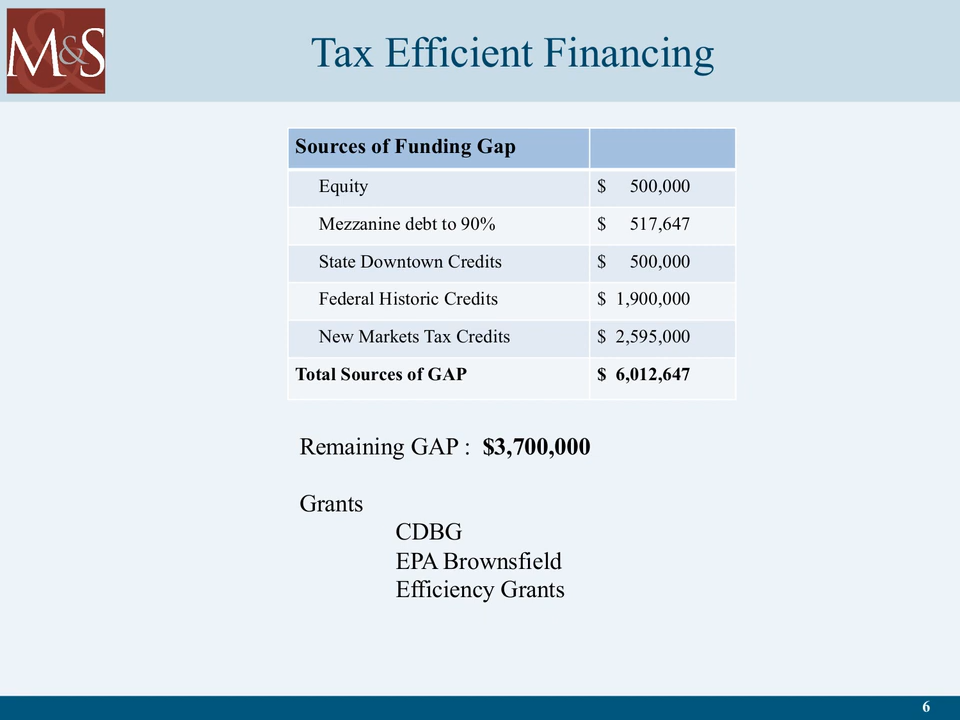 M&S
Tax Efficient Financing
Sources of Funding Gap
Equity $ 500,000
Mezzanine debt to 90% $ 517,647
State Downtown Credits $ 500,000
Federal Historic Credits $ 1,900,000
New Markets Tax Credits $ 2,595,000
Total Sources of GAP $ 6,012,647
Remaining GAP : $3,700,000
Grants
CDBG
EPA Brownsfield
Efficiency Grants
6